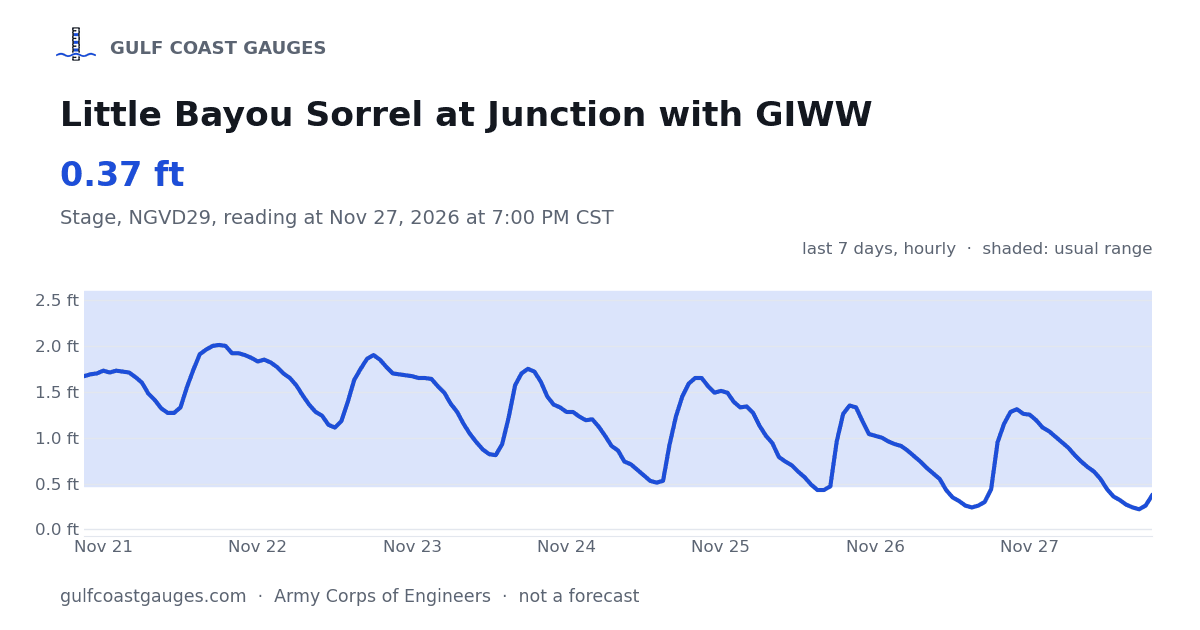 GULF COAST GAUGES
Little Bayou Sorrel at Junction with GIWW
0.37 ft
Stage, NGVD29, reading at Nov 27, 2026 at 7:00 PM CST
last 7 days, hourly · shaded: usual range
2.5 ft
2.0 ft
1.5 ft
1.0 ft
0.5 ft
0.0 ft
Nov 21 Nov 22 Nov 23 Nov 24 Nov 25 Nov 26 Nov 27
gulfcoastgauges.com · Army Corps of Engineers · not a forecast